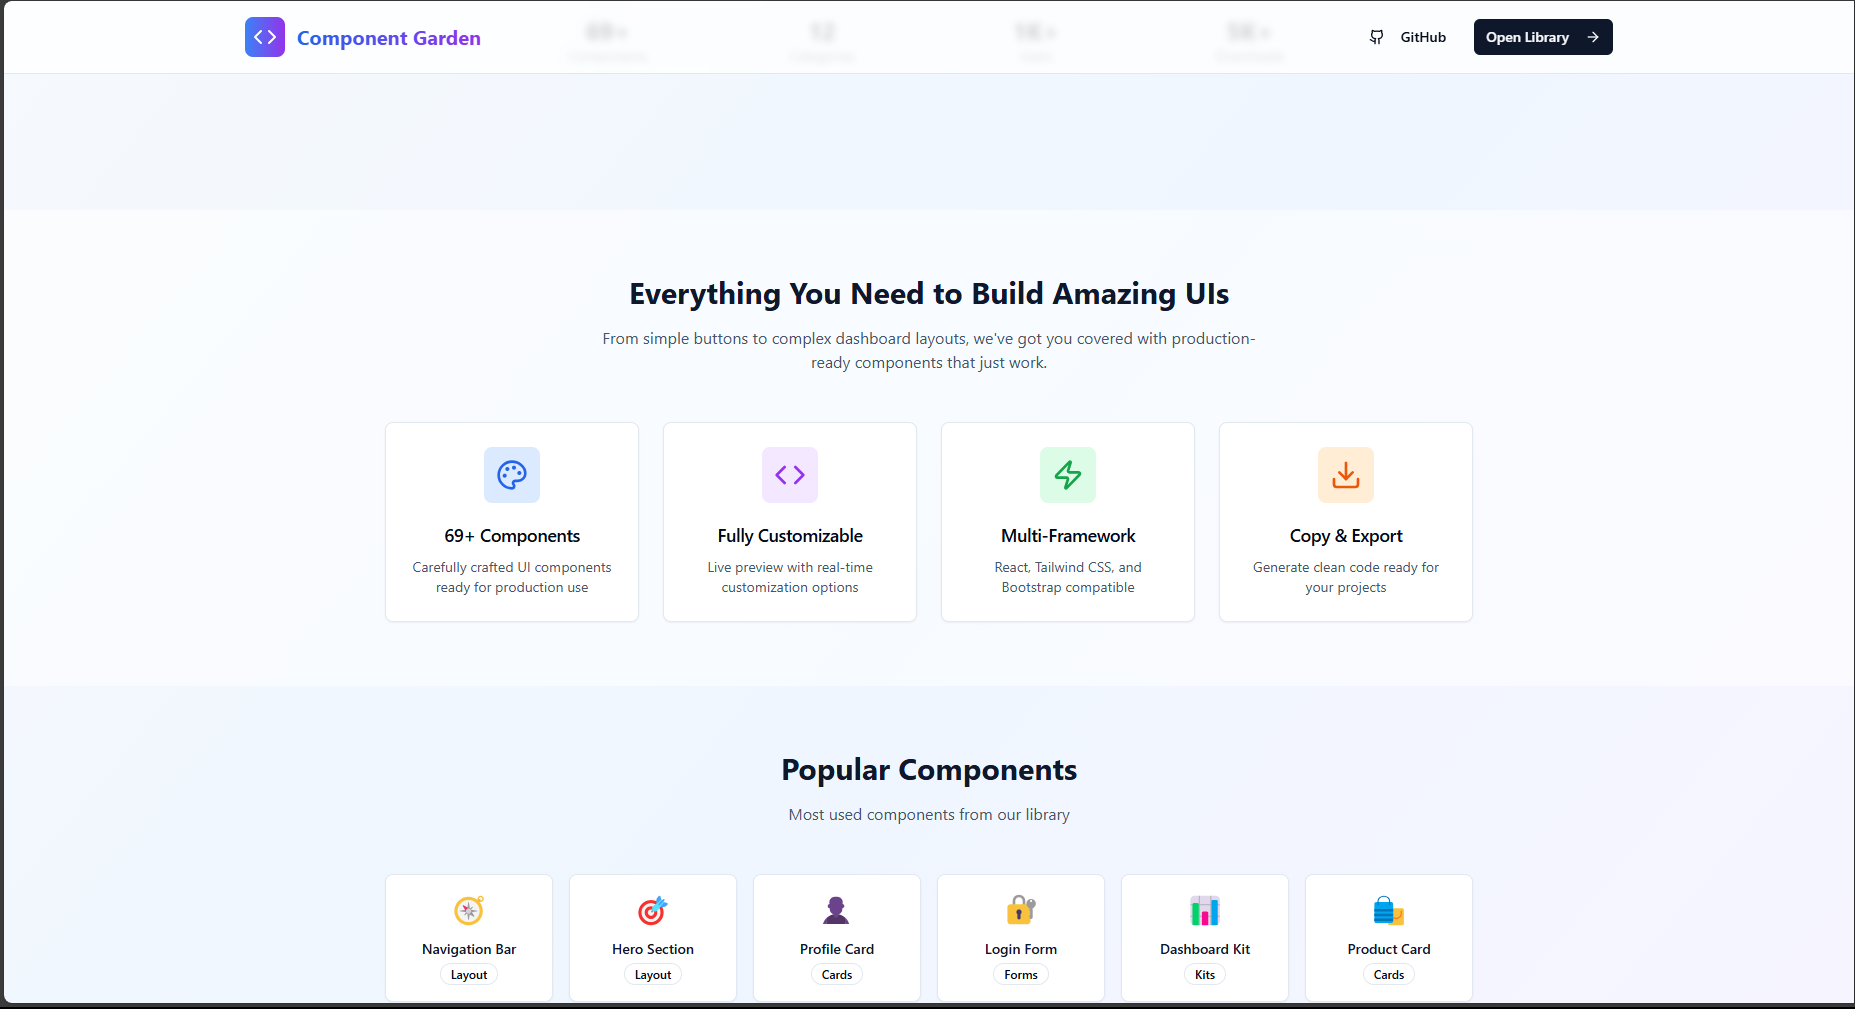 Component Garden
GitHub
Open Library
Everything You Need to Build Amazing UIs
From simple buttons to complex dashboard layouts, we've got you covered with production-
ready components that just work.
69+ Components
Carefully crafted UI components
ready for production use
Fully Customizable
Live preview with real-time
customization options
Multi-Framework
React, Tailwind CSS, and
Bootstrap compatible
Copy & Export
Generate clean code ready for
your projects
Popular Components
Most used components from our library
Navigation Bar
Layout
Hero Section
Layout
Profile Card
Cards
Login Form
Forms
Dashboard Kit
Kits
Product Card
Cards